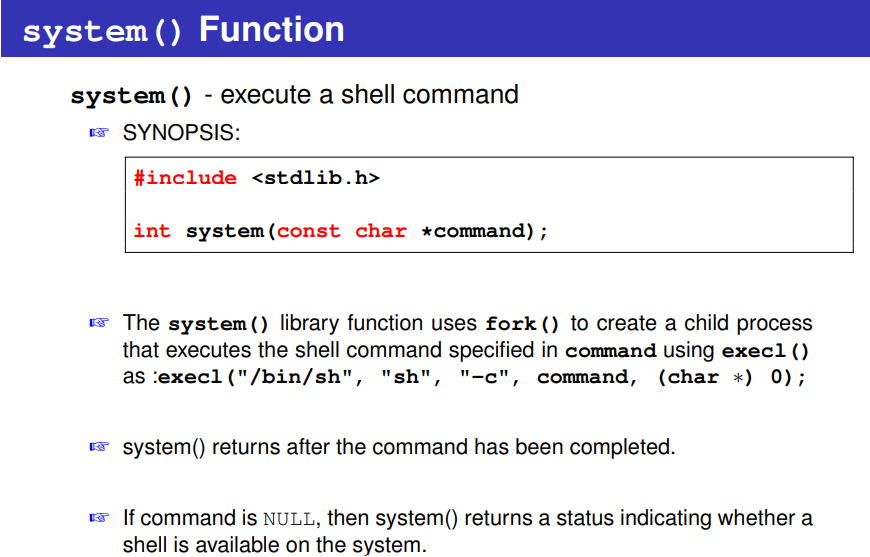 system() Function
system() - execute a shell command
☞ SYNOPSIS:
#include <stdlib.h>
int system(const char *command);
☞ The system() library function uses fork() to create a child process
that executes the shell command specified in command using execl()
as :execl("/bin/sh", "sh", "-c", command, (char *) 0);
☞ system() returns after the command has been completed.
☞ If command is NULL, then system() returns a status indicating whether a
shell is available on the system.